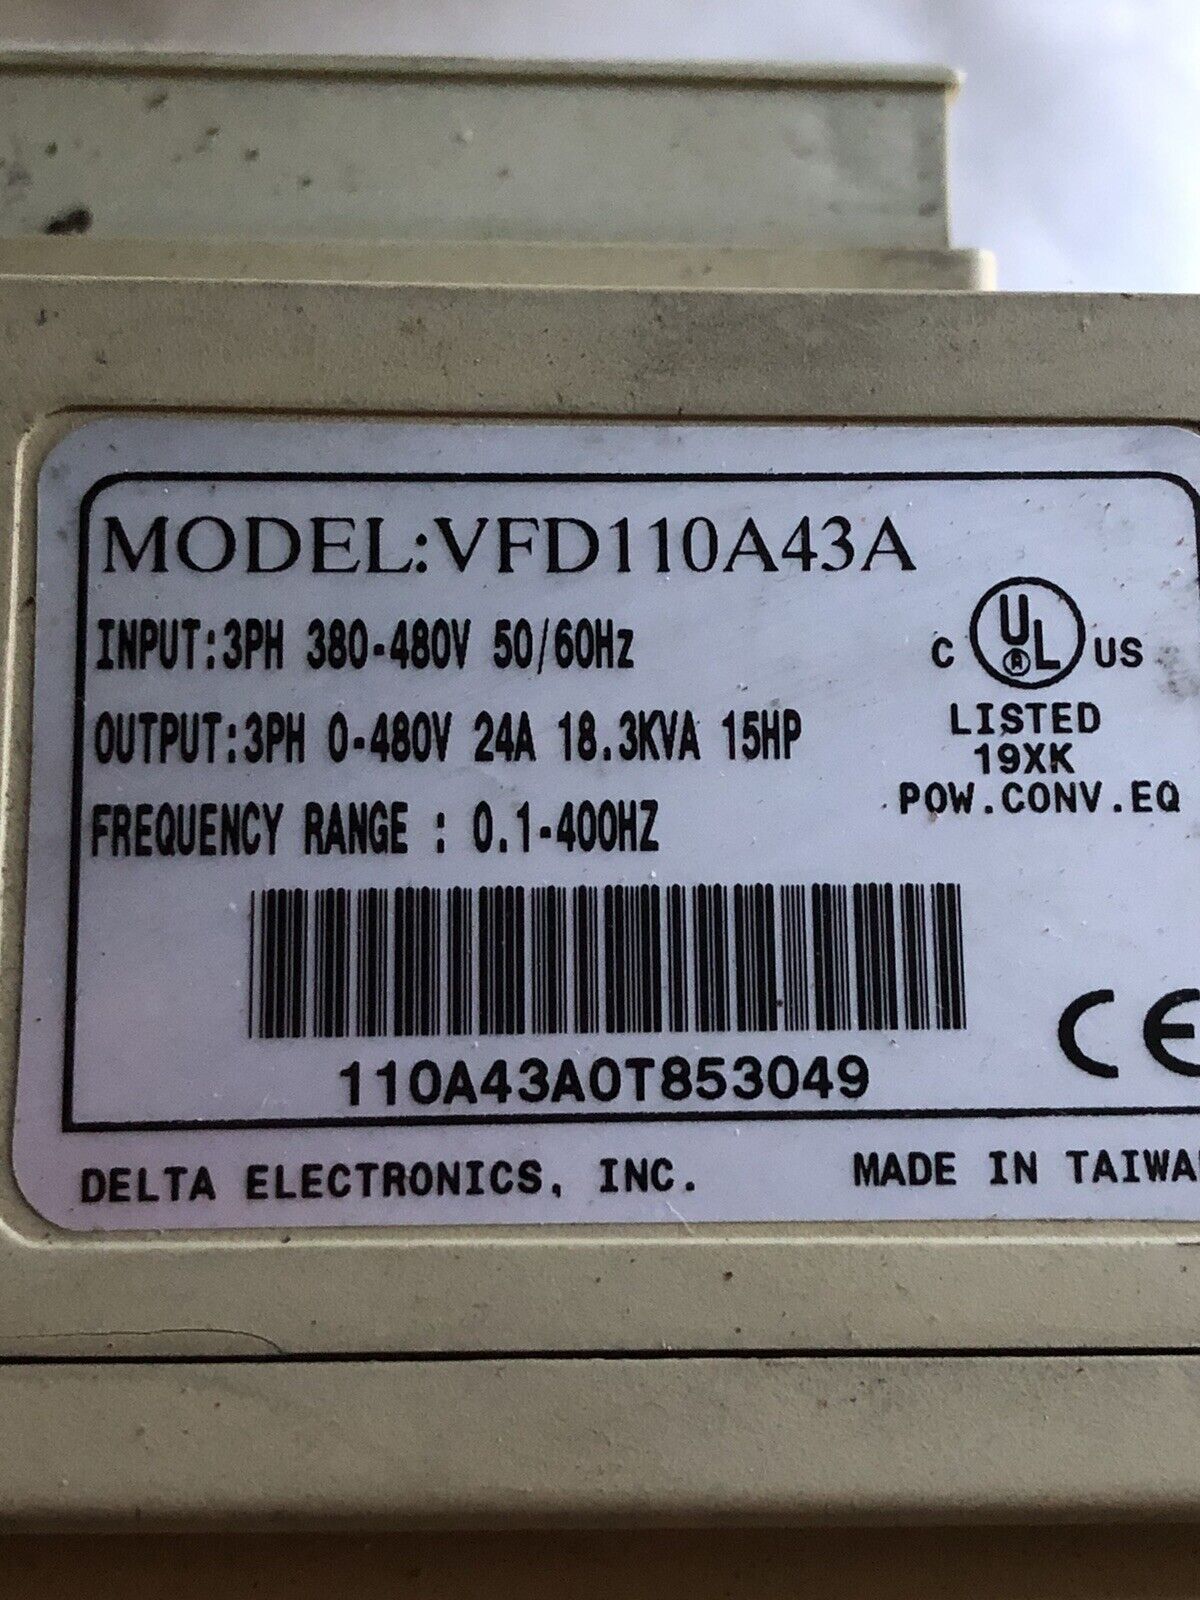 MODEL:VFD110A43A
INPUT:3PH 380-480V 50/60Hz
OUTPUT:3PH 0-480V 24A 18.3KVA 15HP
FREQUENCY RANGE : 0.1-400HZ
C UL® US
LISTED
19XK
POW.CONV.EQ
110A43A0T853049
CE
DELTA ELECTRONICS, INC.
MADE IN TAIWA